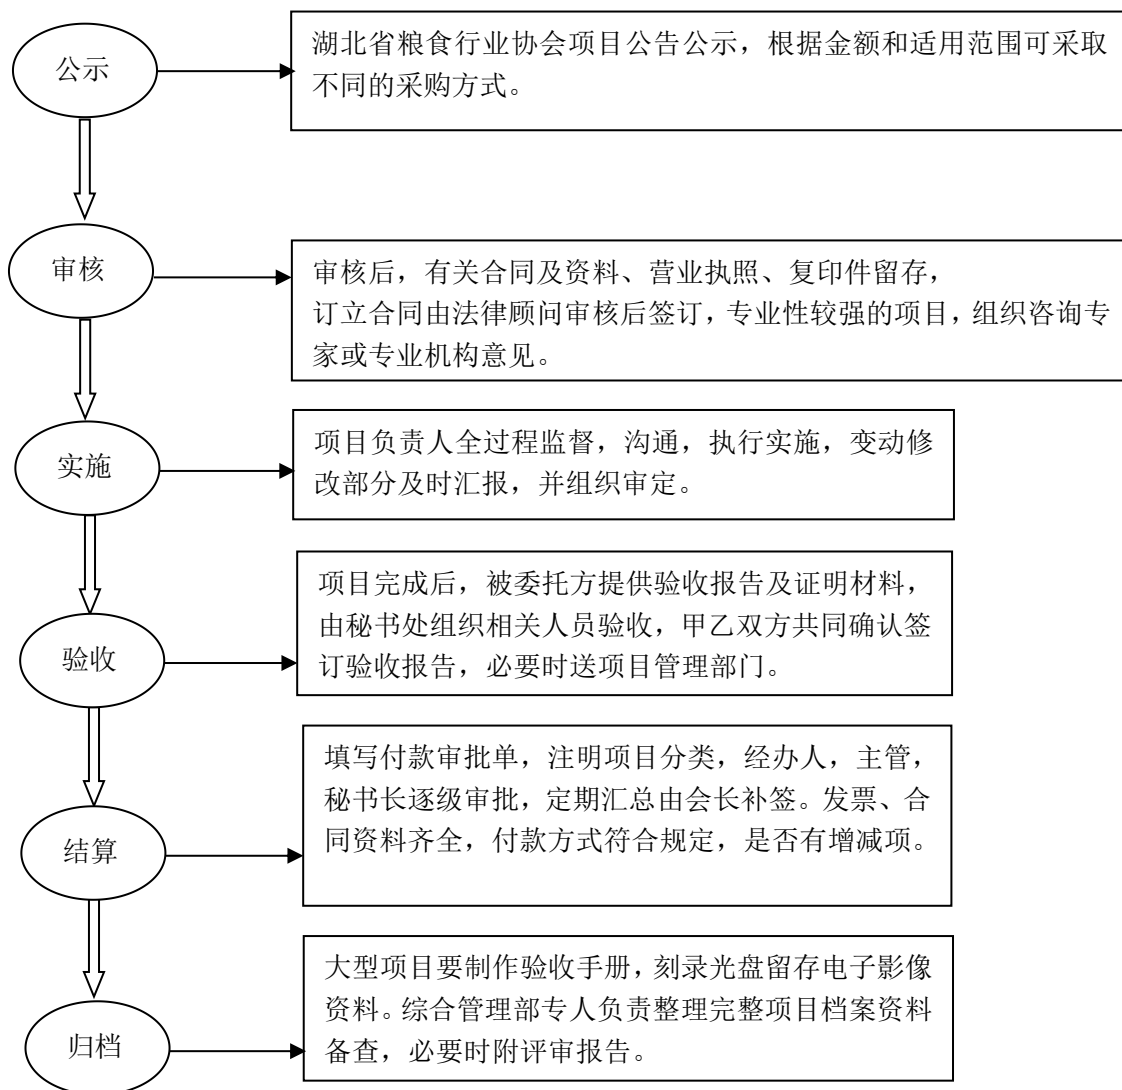 公示
湖北省粮食行业协会项目公告公示，根据金额和适用范围可采取
不同的采购方式。
审核
审核后，有关合同及资料、营业执照、复印件留存，
订立合同由法律顾问审核后签订，专业性较强的项目，组织咨询专
家或专业机构意见。
实施
项目负责人全过程监督，沟通，执行实施，变动修
改部分及时汇报，并组织审定。
验收
项目完成后，被委托方提供验收报告及证明材料，
由秘书处组织相关人员验收，甲乙双方共同确认签
订验收报告，必要时送项目管理部门。
结算
填写付款审批单，注明项目分类，经办人，主管，
秘书长逐级审批，定期汇总由会长补签。发票、合
同资料齐全，付款方式符合规定，是否有增减项。
归档
大型项目要制作验收手册，刻录光盘留存电子影像
资料。综合管理部专人负责整理完整项目档案资料
备查，必要时附评审报告。